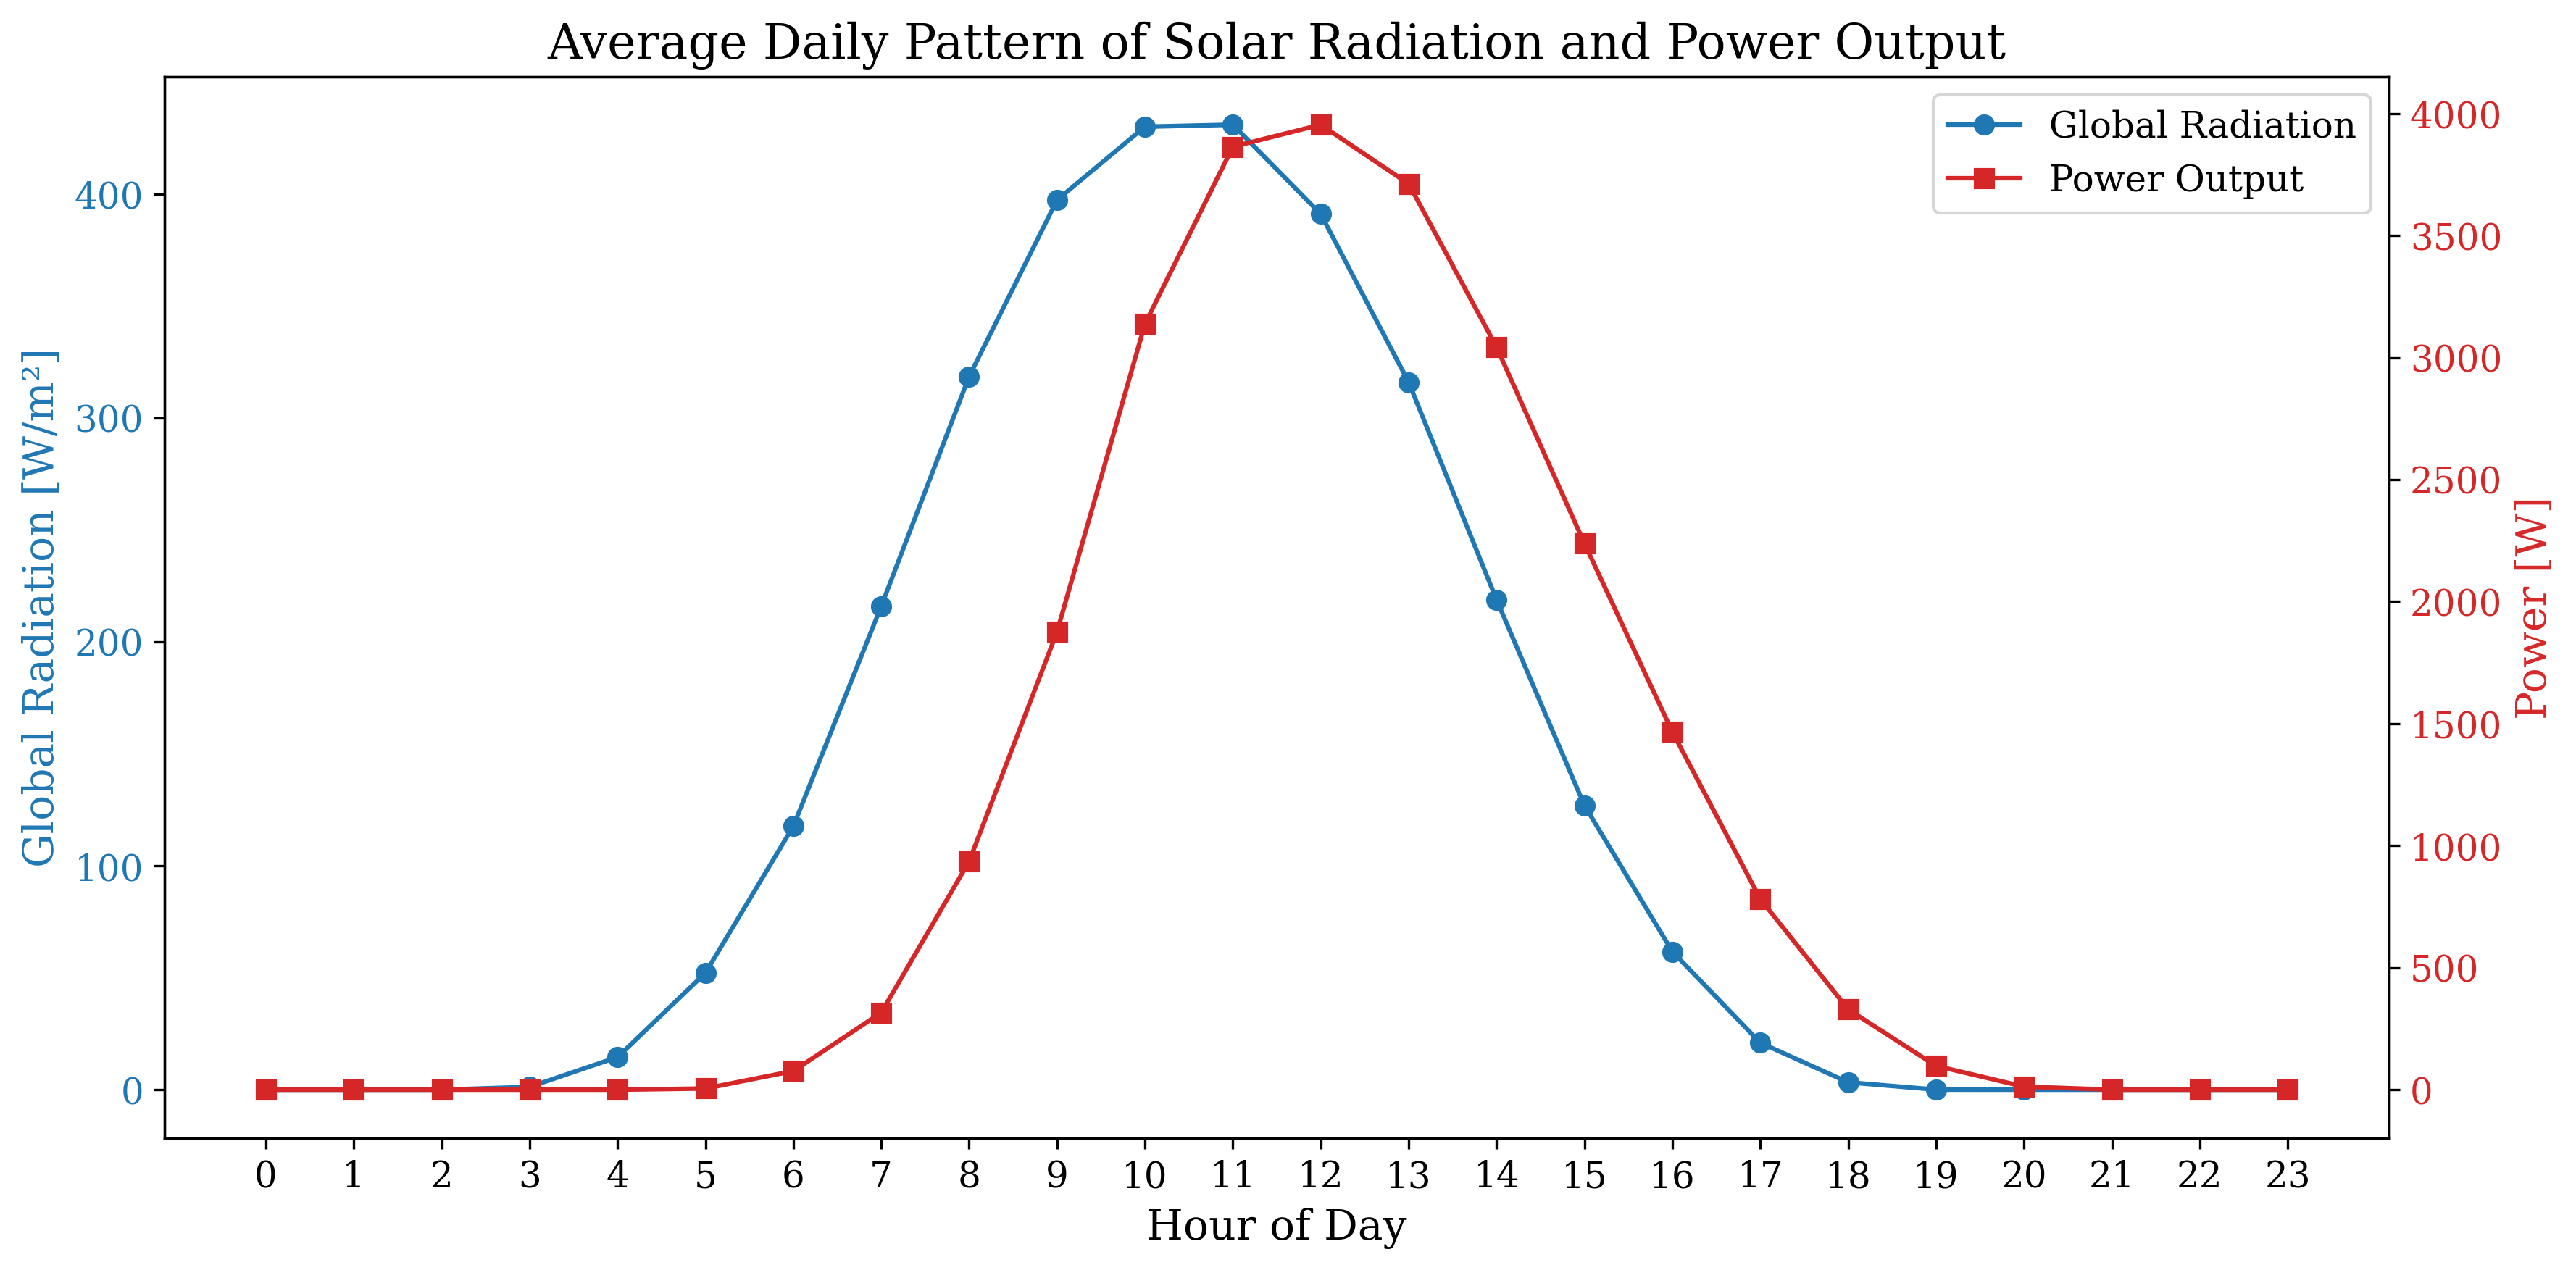 Average Daily Pattern of Solar Radiation and Power Output
Global Radiation
Power Output
Global Radiation [W/m²]
400
300
200
100
0
4000
3500
3000
2500
2000
1500
1000
500
0
Power [W]
0 1 2 3 4 5 6 7 8 9 10 11 12 13 14 15 16 17 18 19 20 21 22 23
Hour of Day